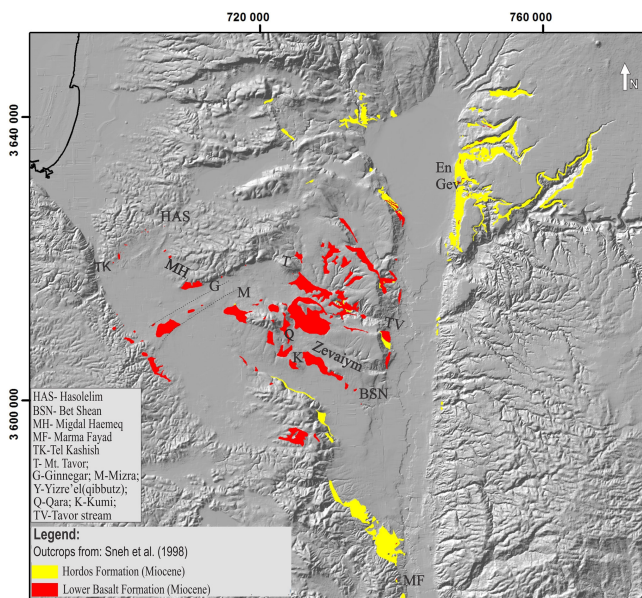 720 000
760 000
N
3 640 000
En
Gev
HAS
TK
MH
G
T
M
TV
Q
Zevaiym
K
BSN
3 600 000
HAS- Hasolelim
BSN- Bet Shean
MH- Migdal Haemeq
MF- Marma Fayad
TK-Tel Kashish
T- Mt. Tavor;
G-Ginnegar; M-Mizra;
Y-Yizre'el(qibbutz);
Q-Qara; K-Kumi;
TV-Tavor stream
Legend:
Outcrops from: Sneh et al. (1998)
Hordos Formation (Miocene)
Lower Basalt Formation (Miocene)
MF